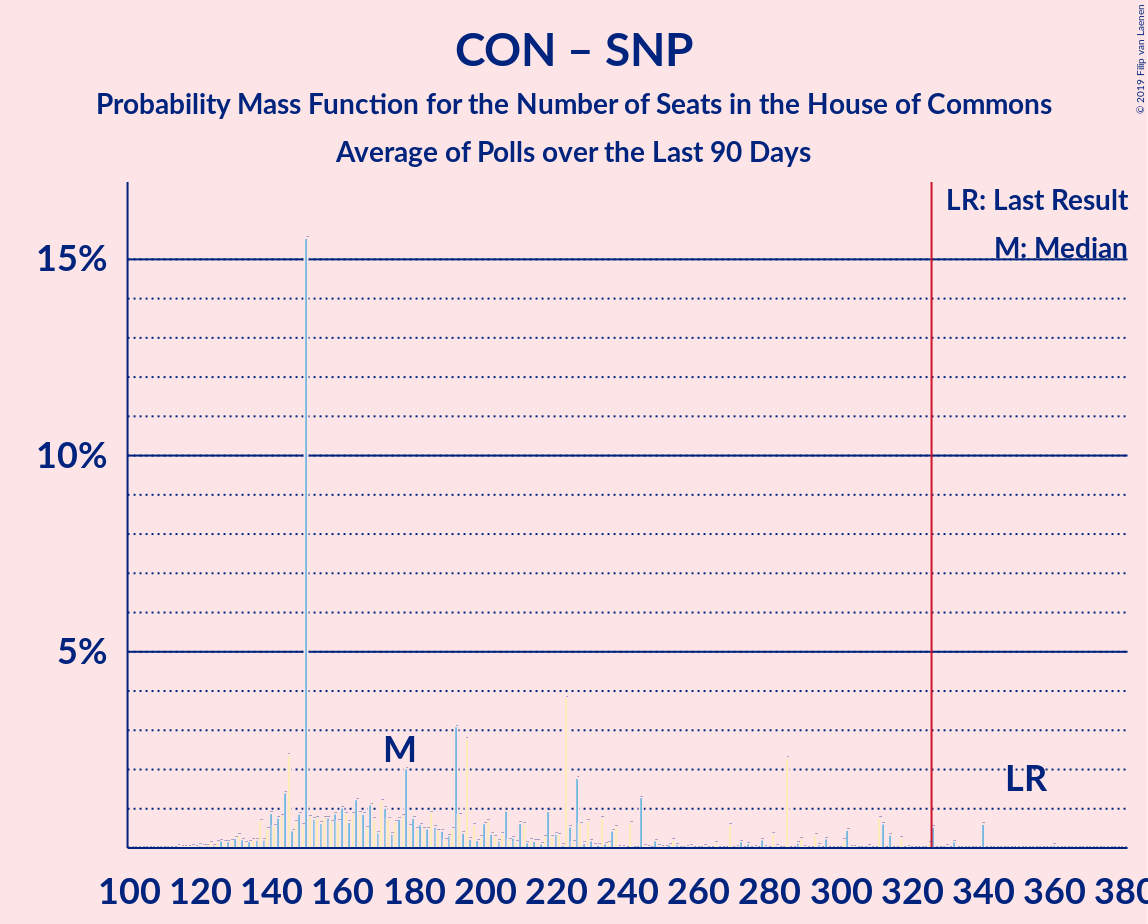 CON – SNP
Probability Mass Function for the Number of Seats in the House of Commons
Average of Polls over the Last 90 Days
© 2019 Filip van Laenen
LR: Last Result
M: Median
15%
10%
5%
M
LR
100 120 140 160 180 200 220 240 260 280 300 320 340 360 380